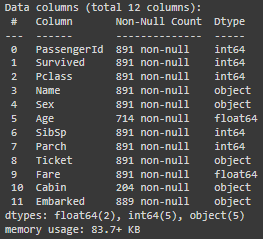 Data columns (total 12 columns):
 #   Column       Non-Null Count  Dtype
---  ------       --------------  -----
 0   PassengerId  891 non-null    int64
 1   Survived     891 non-null    int64
 2   Pclass       891 non-null    int64
 3   Name         891 non-null    object
 4   Sex          891 non-null    object
 5   Age          714 non-null    float64
 6   SibSp        891 non-null    int64
 7   Parch        891 non-null    int64
 8   Ticket       891 non-null    object
 9   Fare         891 non-null    float64
 10  Cabin        204 non-null    object
 11  Embarked     889 non-null    object
dtypes: float64(2), int64(5), object(5)
memory usage: 83.7+ KB